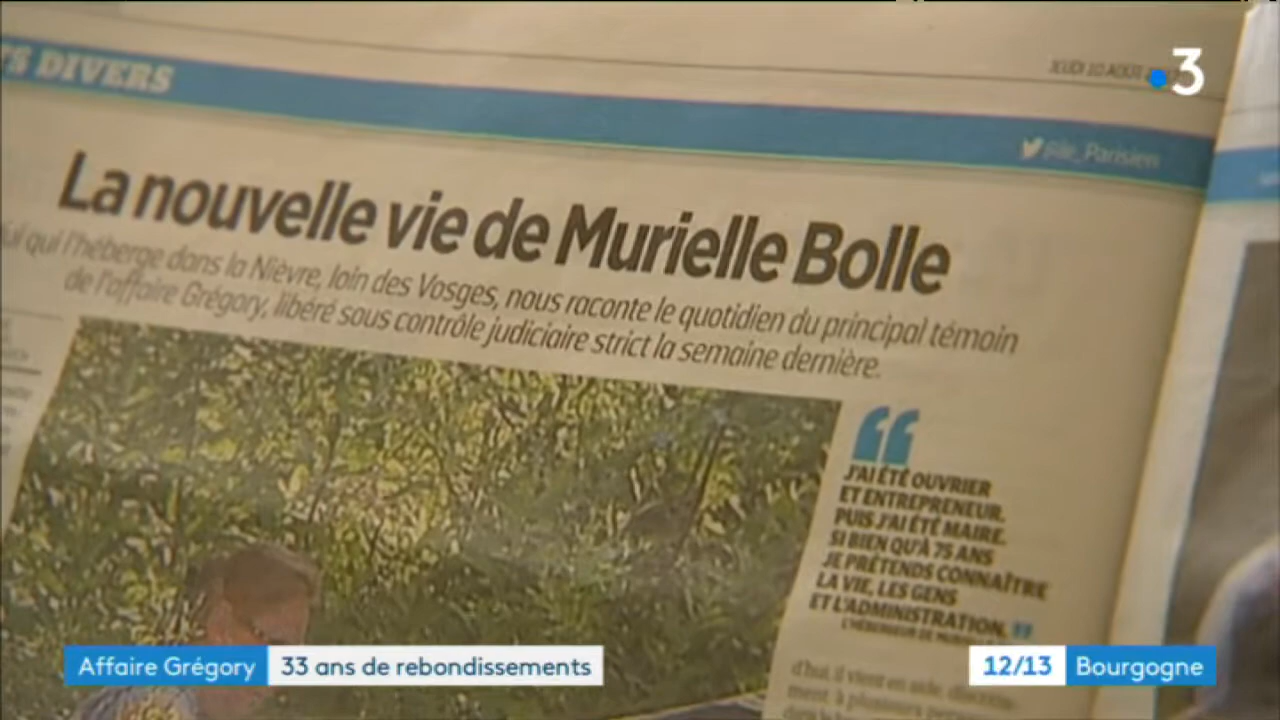 TS DIVERS
JEUDI 10 AOÛT
3
@le_Parisien
La nouvelle vie de Murielle Bolle
lui qui l'héberge dans la Nièvre, loin des Vosges, nous raconte le quotidien du principal témoin
de l'affaire Grégory, libéré sous contrôle judiciaire strict la semaine dernière.
“
J'AI ÉTÉ OUVRIER
ET ENTREPRENEUR.
PUIS J'AI ÉTÉ MAIRE.
SI BIEN QU'À 75 ANS
JE PRÉTENDS CONNAÎTRE
LA VIE, LES GENS
ET L'ADMINISTRATION. ”
Affaire Grégory 33 ans de rebondissements
12/13 Bourgogne